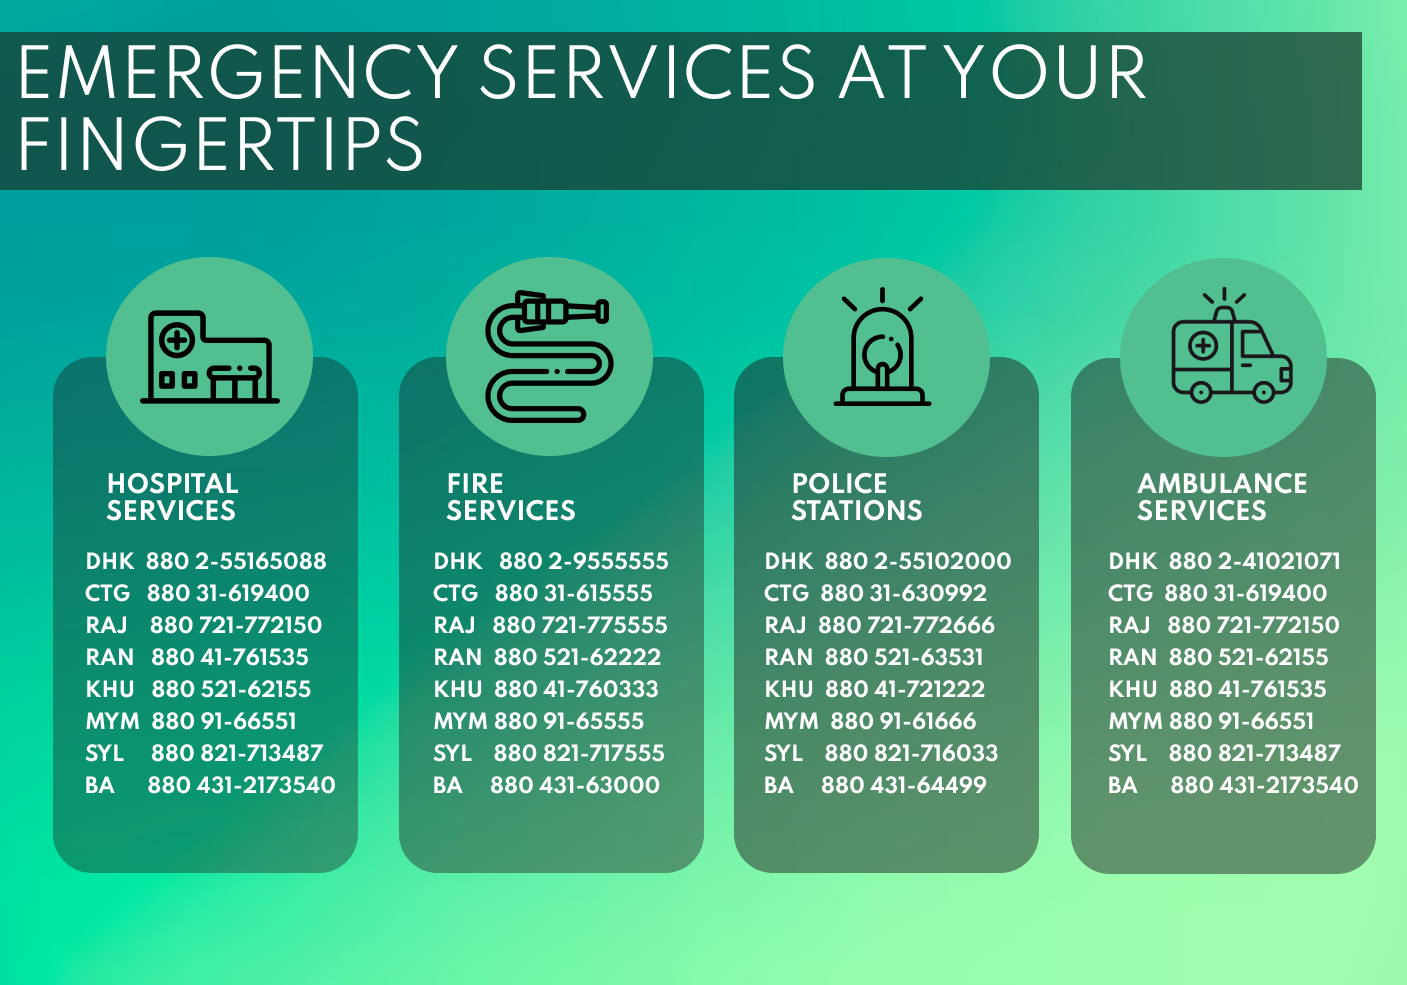 EMERGENCY SERVICES AT YOUR
FINGERTIPS
HOSPITAL
SERVICES
DHK 880 2-55165088
CTG 880 31-619400
RAJ 880 721-772150
RAN 880 41-761535
KHU 880 521-62155
MYM 880 91-66551
SYL 880 821-713487
BA 880 431-2173540
FIRE
SERVICES
DHK 880 2-9555555
CTG 880 31-615555
RAJ 880 721-775555
RAN 880 521-62222
KHU 880 41-760333
MYM 880 91-65555
SYL 880 821-717555
BA 880 431-63000
POLICE
STATIONS
DHK 880 2-55102000
CTG 880 31-630992
RAJ 880 721-772666
RAN 880 521-63531
KHU 880 41-721222
MYM 880 91-61666
SYL 880 821-716033
BA 880 431-64499
AMBULANCE
SERVICES
DHK 880 2-41021071
CTG 880 31-619400
RAJ 880 721-772150
RAN 880 521-62155
KHU 880 41-761535
MYM 880 91-66551
SYL 880 821-713487
BA 880 431-2173540